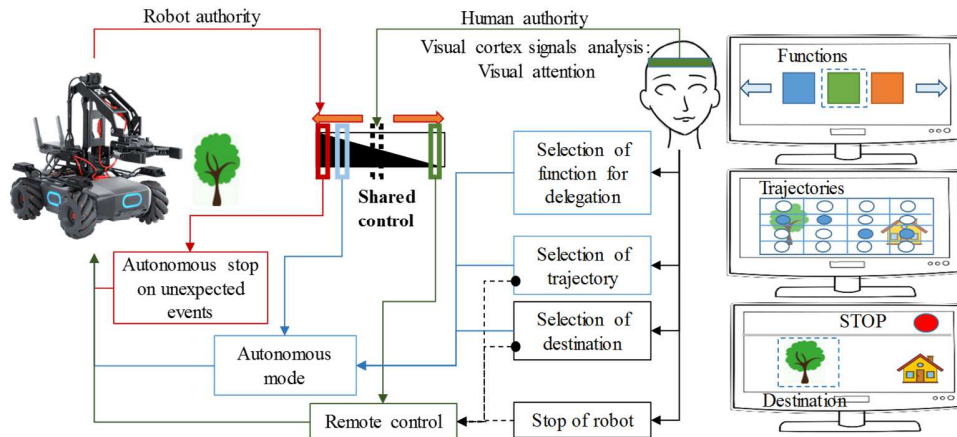 Robot authority
Human authority
Visual cortex signals analysis:
Visual attention
Shared
control
Selection of
function for
delegation
Selection of
trajectory
Selection of
destination
Stop of robot
Autonomous stop
on unexpected
events
Autonomous
mode
Remote control
Functions
Trajectories
STOP
Destination